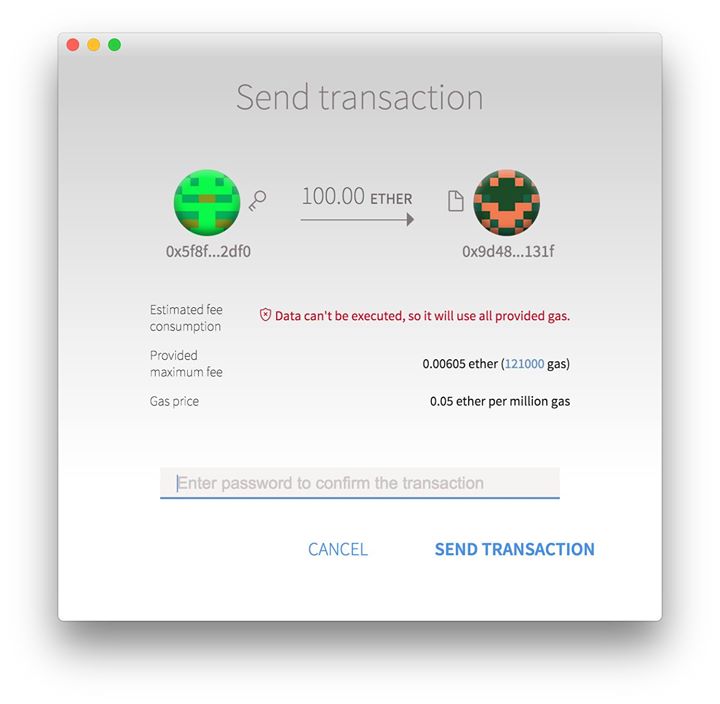 Send transaction
100.00 ETHER
0x5f8f...2df0
0x9d48...131f
Estimated fee
consumption
Data can't be executed, so it will use all provided gas.
Provided
maximum fee
0.00605 ether (121000 gas)
Gas price
0.05 ether per million gas
Enter password to confirm the transaction
CANCEL
SEND TRANSACTION